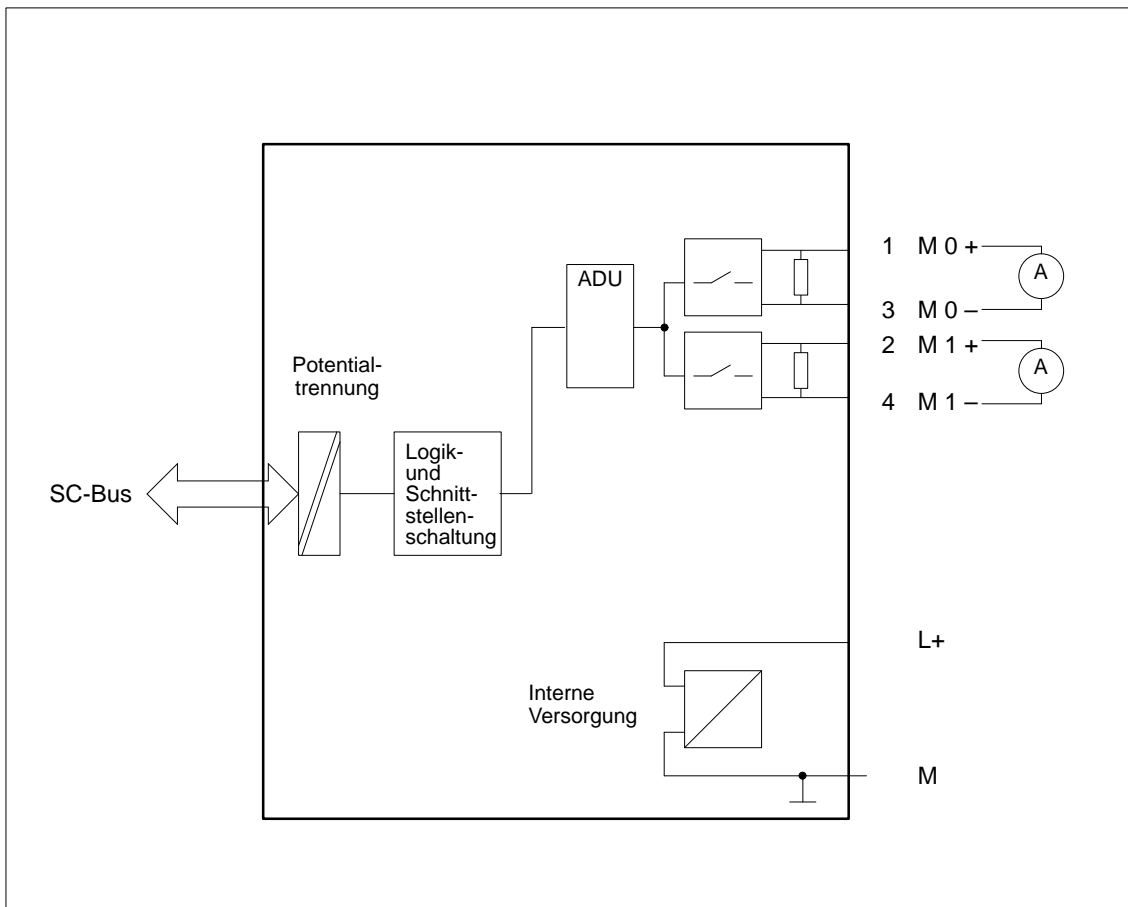 1 M 0 +
A
ADU
3 M 0 –
2 M 1 +
A
4 M 1 –
Potential-
trennung
Logik-
und
Schnitt-
stellen-
schaltung
SC-Bus
L+
Interne
Versorgung
M